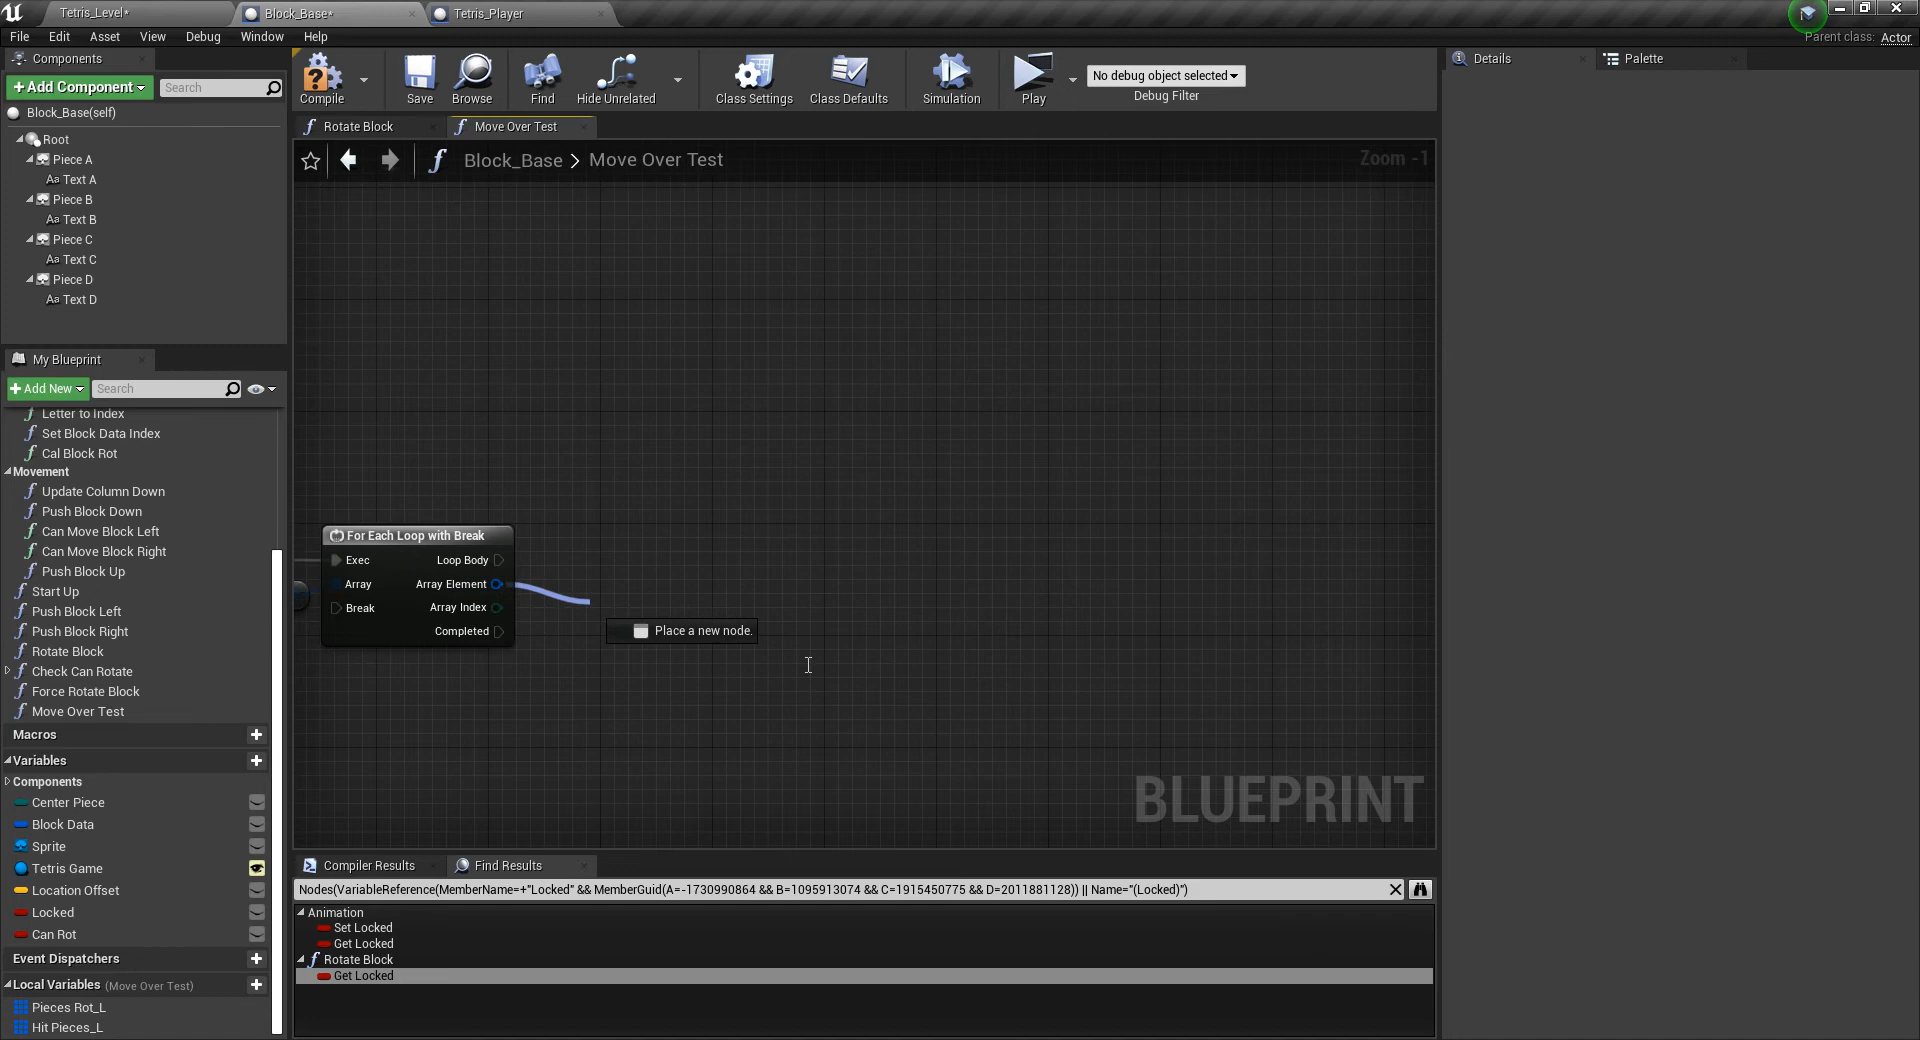 Tetris_Level*
Block_Base*
Tetris_Player
File Edit Asset View Debug Window Help
Parent class: Actor
Components
+Add Component
Search
Block_Base(self)
Root
Piece A
Aa Text A
Piece B
Aa Text B
Piece C
Aa Text C
Piece D
Aa Text D
My Blueprint
+Add New
Search
Letter to Index
Set Block Data Index
Cal Block Rot
Movement
Update Column Down
Push Block Down
Can Move Block Left
Can Move Block Right
Push Block Up
Start Up
Push Block Left
Push Block Right
Rotate Block
Check Can Rotate
Force Rotate Block
Move Over Test
Macros
Variables
Components
Center Piece
Block Data
Sprite
Tetris Game
Location Offset
Locked
Can Rot
Event Dispatchers
Local Variables (Move Over Test)
Pieces Rot_L
Hit Pieces_L
Compile
Save
Browse
Find
Hide Unrelated
Class Settings
Class Defaults
Simulation
Play
No debug object selected
Debug Filter
Rotate Block
Move Over Test
Block_Base > Move Over Test
Zoom -1
For Each Loop with Break
Exec Loop Body
Array Array Element
Break Array Index
Completed
Place a new node.
BLUEPRINT
Compiler Results
Find Results
Nodes(VariableReference(MemberName=+"Locked" && MemberGuid(A=-1730990864 && B=1095913074 && C=1915450775 && D=2011881128)) || Name="(Locked)")
Animation
Set Locked
Get Locked
Rotate Block
Get Locked
Details
Palette